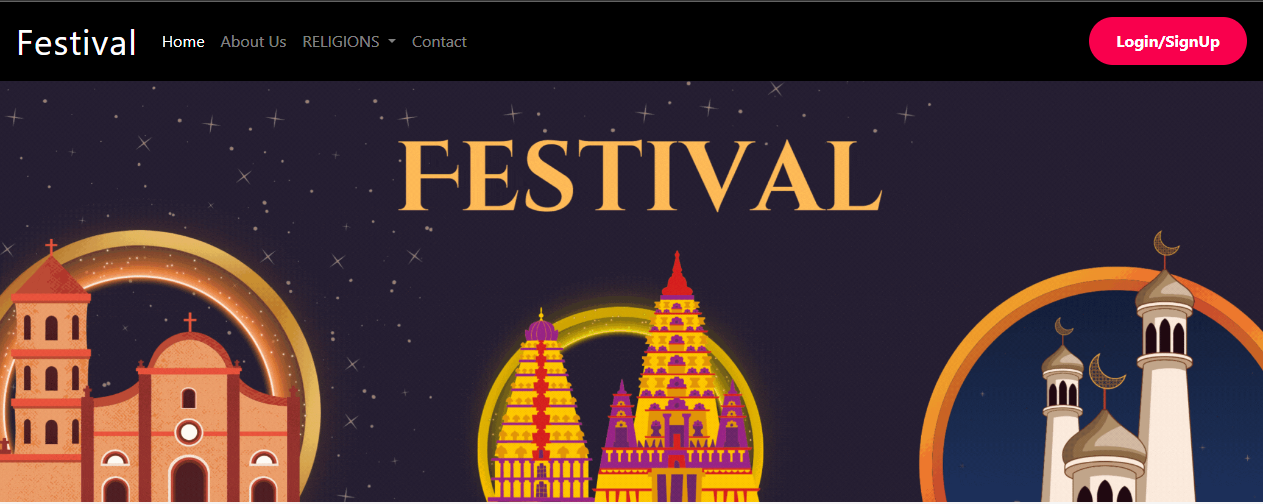 Festival Home About Us RELIGIONS Contact Login/SignUp
FESTIVAL